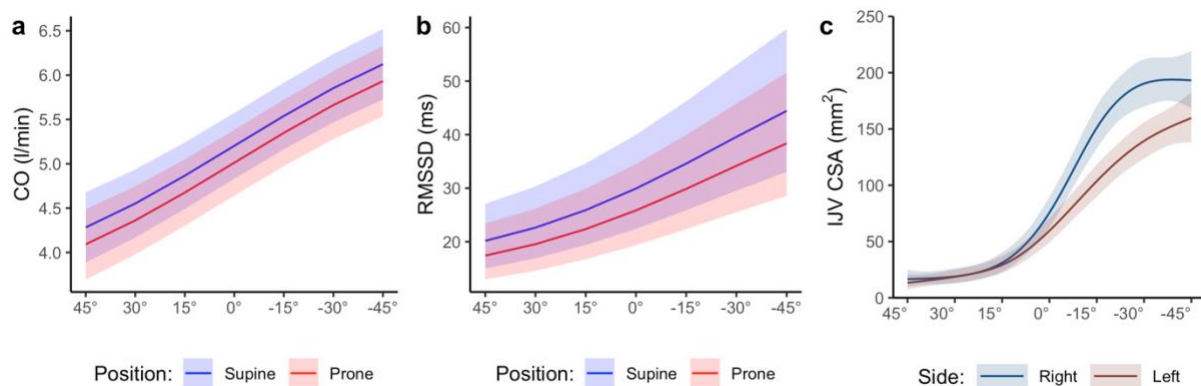 a
CO (l/min)
6.5
6.0
5.5
5.0
4.5
4.0
45° 30° 15° 0° -15° -30° -45°
Position: Supine Prone
b
RMSSD (ms)
60
50
40
30
20
45° 30° 15° 0° -15° -30° -45°
Position: Supine Prone
c
IJV CSA (mm²)
250
200
150
100
50
0
45° 30° 15° 0° -15° -30° -45°
Side: Right Left